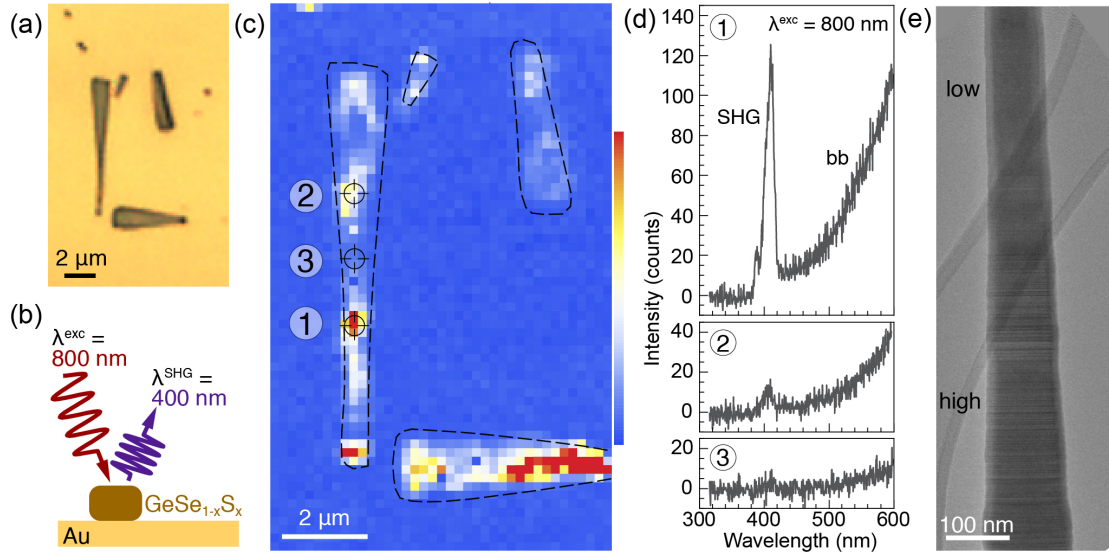 (a)
2 µm
(b)
λexc =
800 nm
λSHG =
400 nm
GeSe1-xSx
Au
(c)
2
3
1
2 µm
(d)
1
λexc = 800 nm
SHG
bb
140
120
100
80
60
40
20
0
2
40
20
0
3
20
0
300 400 500 600
Wavelength (nm)
Intensity (counts)
(e)
low
high
100 nm